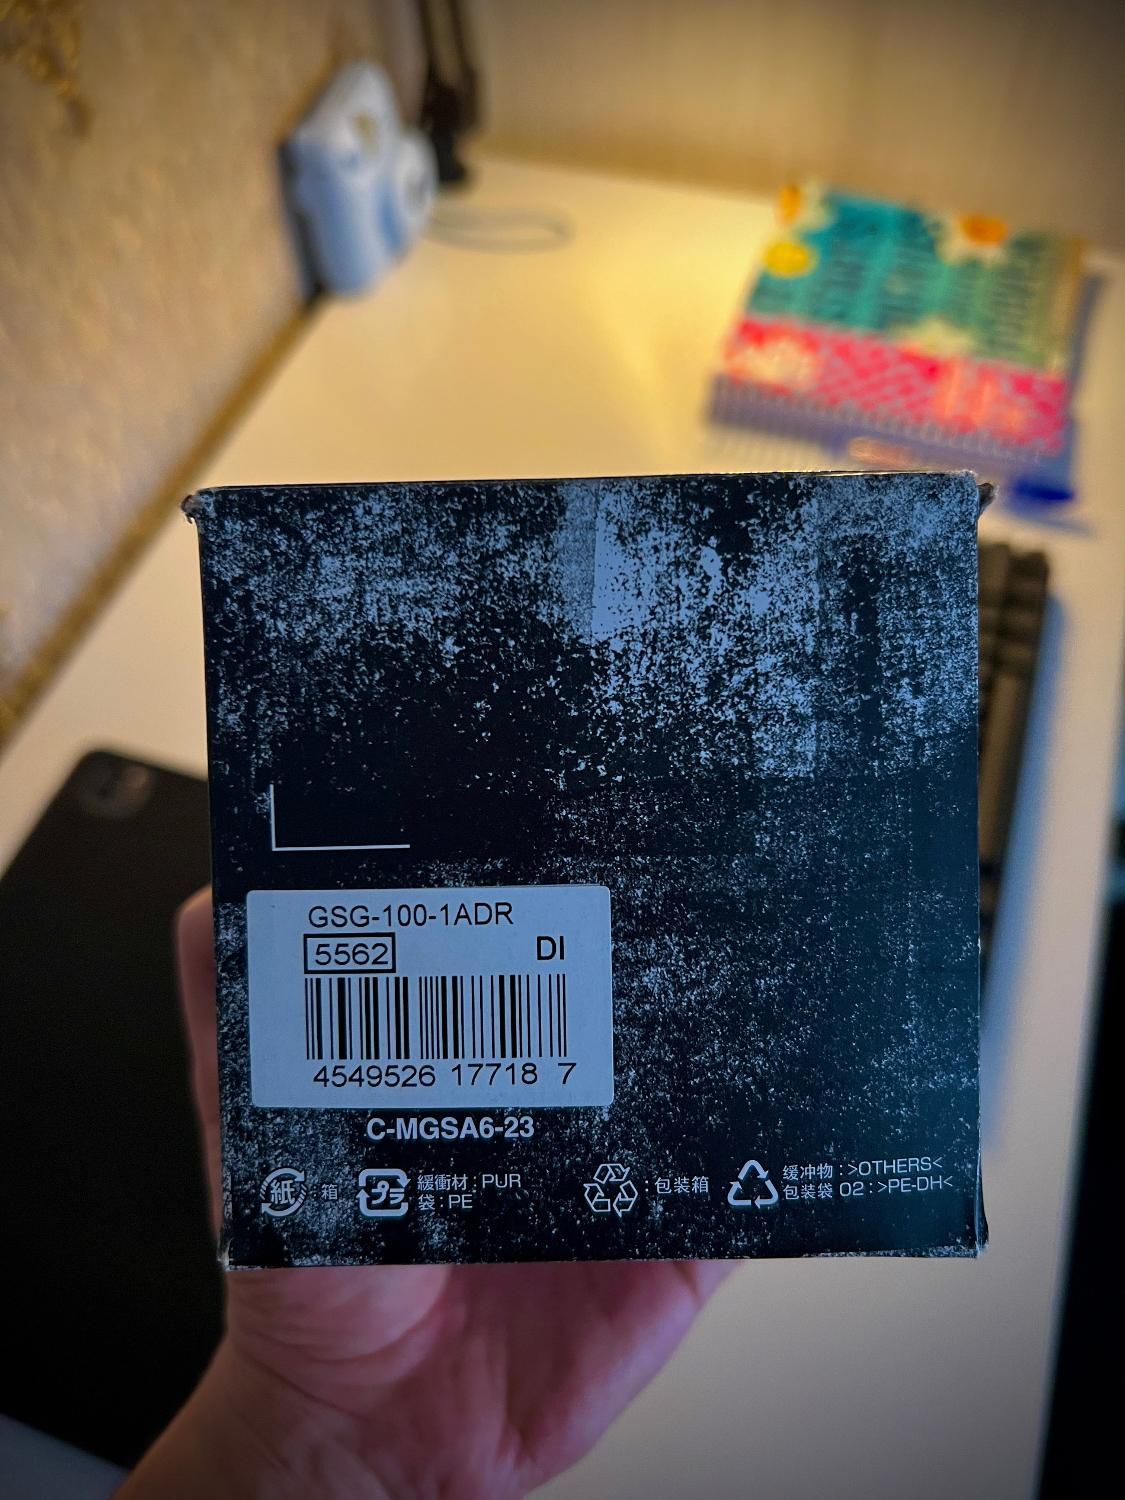 GSG-100-1ADR
5562 DI
4549526 17718 7
C-MGSA6-23
紙 : 箱
プラ 緩衝材 : PUR
袋 : PE
: 包装箱
缓冲物 : >OTHERS<
包装袋 02 : >PE-DH<